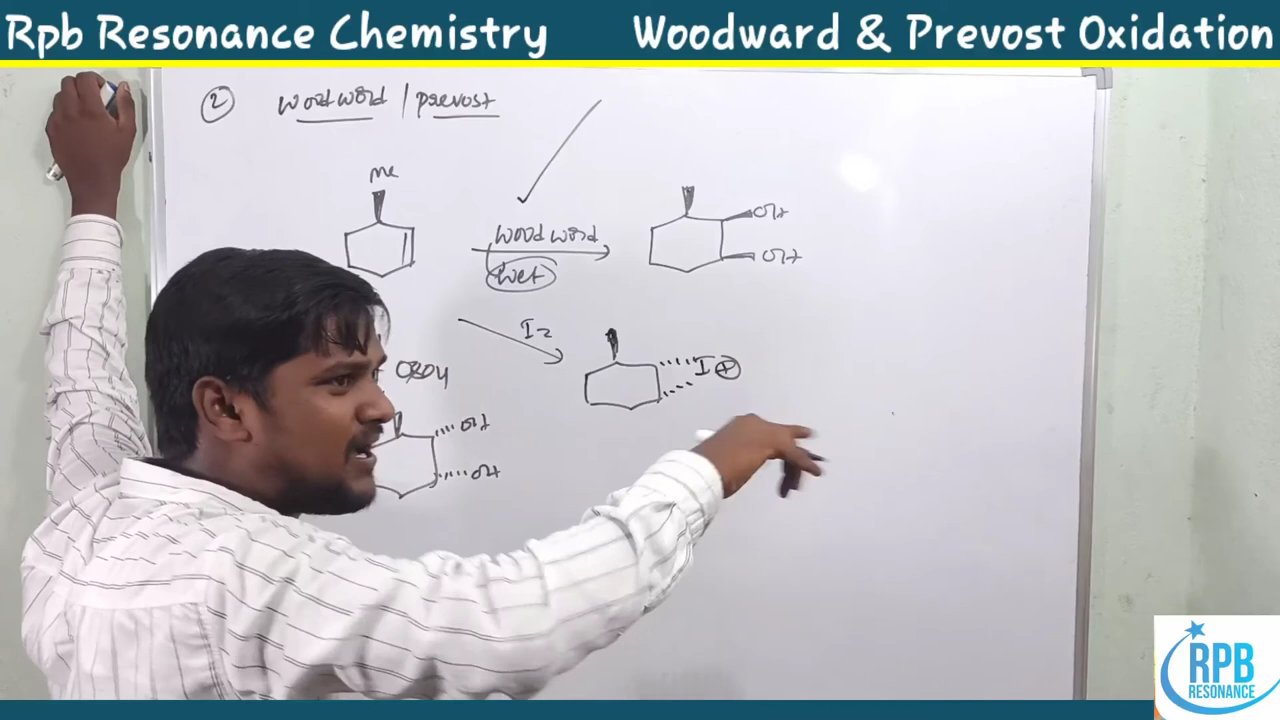 Rpb Resonance Chemistry Woodward & Prevost Oxidation
2 woodword / prevost
Me
woodword
wet
OH
OH
I2
I +
OsO4
OH
OH
RPB
RESONANCE